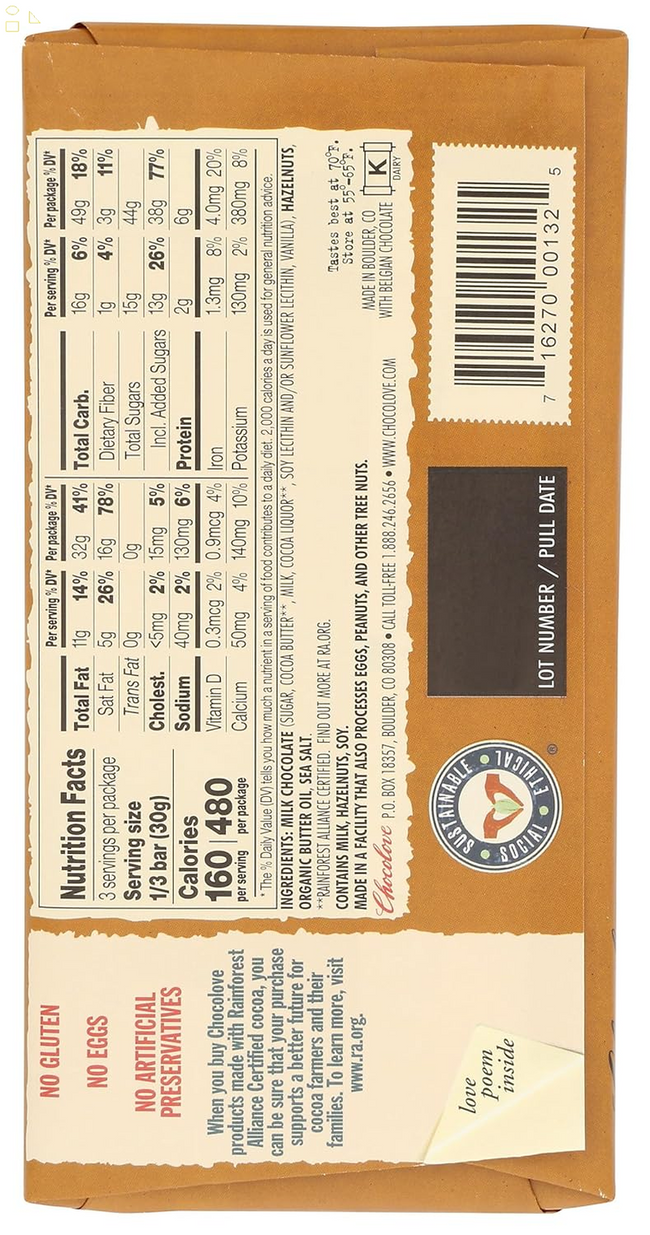 NO GLUTEN
NO EGGS
NO ARTIFICIAL
PRESERVATIVES
When you buy Chocolove
products made with Rainforest
Alliance Certified cocoa, you
can be sure that your purchase
supports a better future for
cocoa farmers and their
families. To learn more, visit
www.ra.org.
love
poem
inside
Nutrition Facts
3 servings per package
Serving size
1/3 bar (30g)
Calories
160 | 480
per serving per package
Per serving % DV* Per package % DV*
Total Fat 11g 14% 32g 41%
Sat Fat 5g 26% 16g 78%
Trans Fat 0g 0g
Cholest. <5mg 2% 15mg 5%
Sodium 40mg 2% 130mg 6%
Vitamin D 0.3mcg 2% 0.9mcg 4%
Calcium 50mg 4% 140mg 10%
Per serving % DV* Per package % DV*
Total Carb. 16g 6% 49g 18%
Dietary Fiber 1g 4% 3g 11%
Total Sugars 15g 44g
Incl. Added Sugars 13g 26% 38g 77%
Protein 2g 6g
Iron 1.3mg 8% 4.0mg 20%
Potassium 130mg 2% 380mg 8%
*The % Daily Value (DV) tells you how much a nutrient in a serving of food contributes to a daily diet. 2,000 calories a day is used for general nutrition advice.
INGREDIENTS: MILK CHOCOLATE (SUGAR, COCOA BUTTER**, MILK, COCOA LIQUOR**, SOY LECITHIN AND/OR SUNFLOWER LECITHIN, VANILLA), HAZELNUTS,
ORGANIC BUTTER OIL, SEA SALT.
**RAINFOREST ALLIANCE CERTIFIED. FIND OUT MORE AT RA.ORG.
CONTAINS MILK, HAZELNUTS, SOY.
MADE IN A FACILITY THAT ALSO PROCESSES EGGS, PEANUTS, AND OTHER TREE NUTS.
Chocolove P.O. BOX 18357, BOULDER, CO 80308 • CALL TOLL-FREE 1.888.246.2656 • WWW.CHOCOLOVE.COM
Tastes best at 70°F.
Store at 55°-65°F.
MADE IN BOULDER, CO
WITH BELGIAN CHOCOLATE
K
DAIRY
SUSTAINABLE • ETHICAL • SOCIAL •
®
LOT NUMBER / PULL DATE
7 16270 00132 5